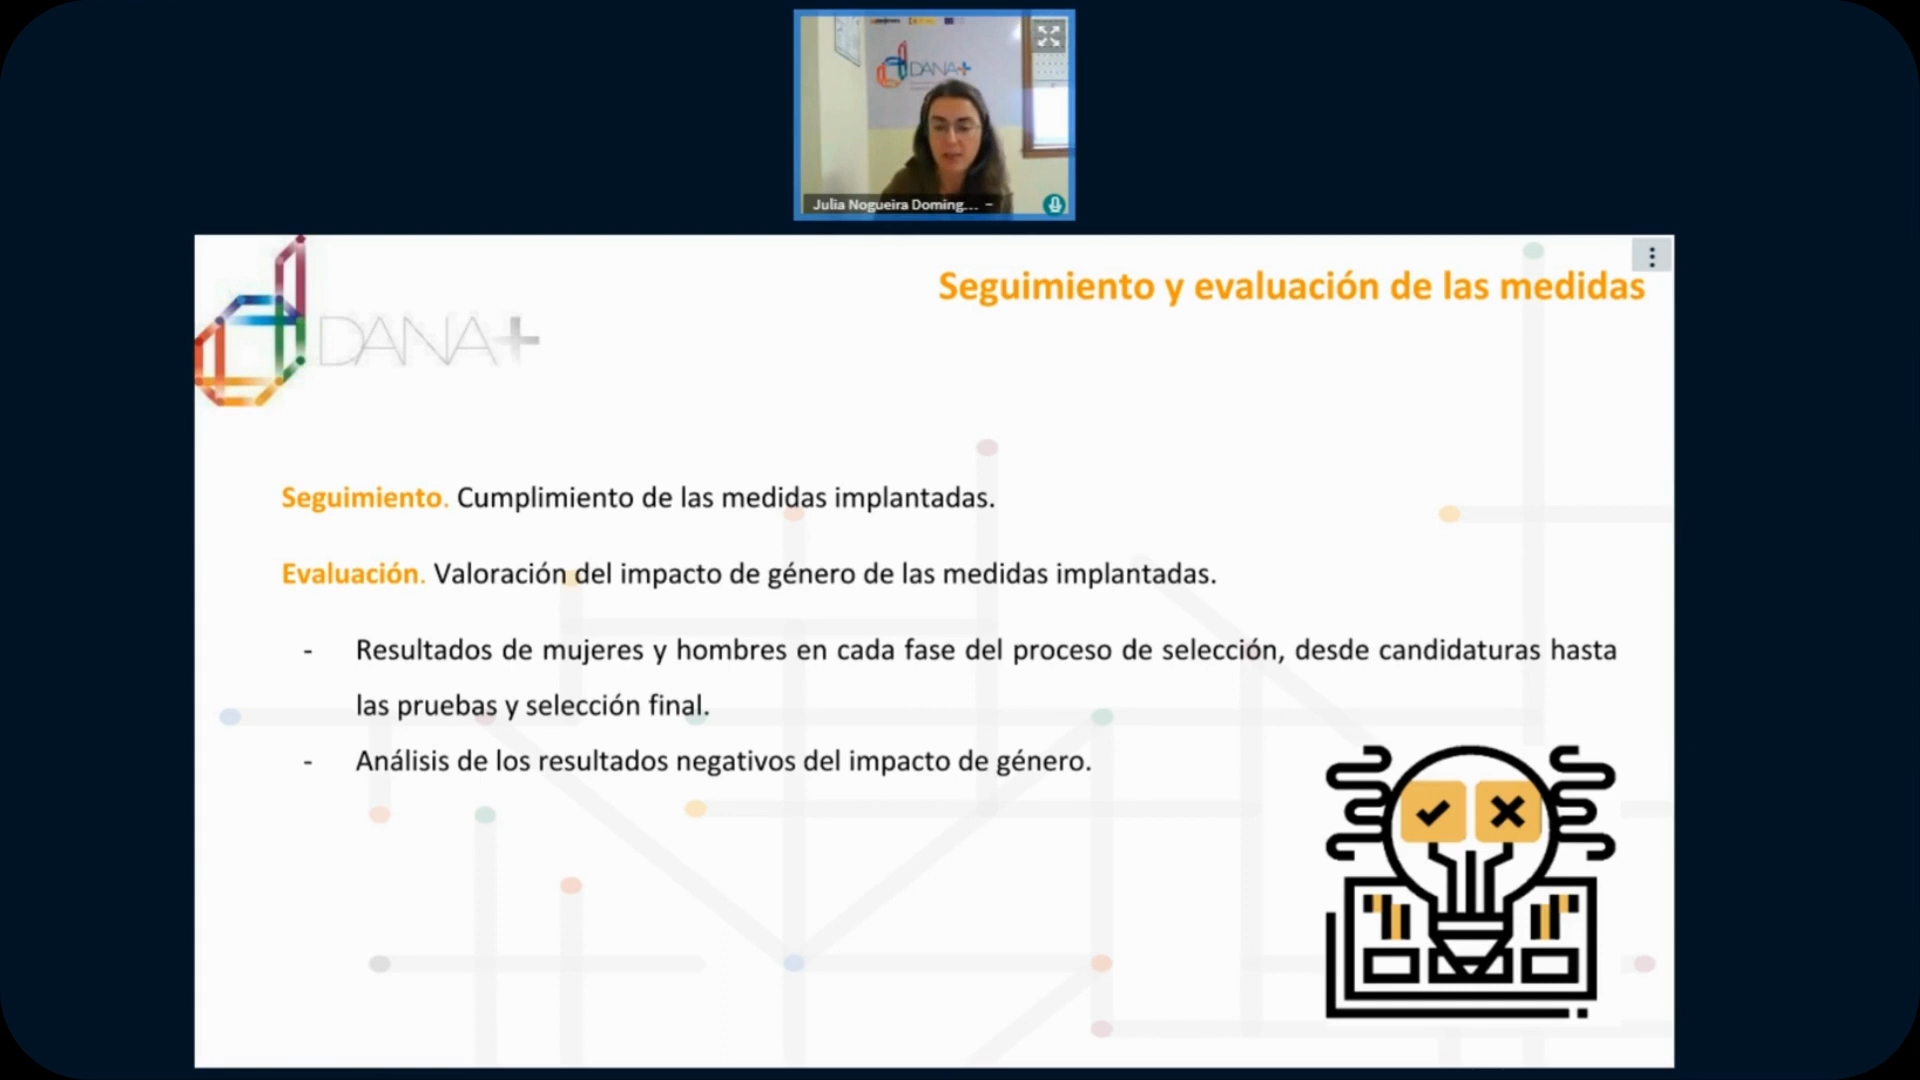 DANA+
Julia Nogueira Doming...
DANA+
Seguimiento y evaluación de las medidas
Seguimiento. Cumplimiento de las medidas implantadas.
Evaluación. Valoración del impacto de género de las medidas implantadas.
- Resultados de mujeres y hombres en cada fase del proceso de selección, desde candidaturas hasta
las pruebas y selección final.
- Análisis de los resultados negativos del impacto de género.